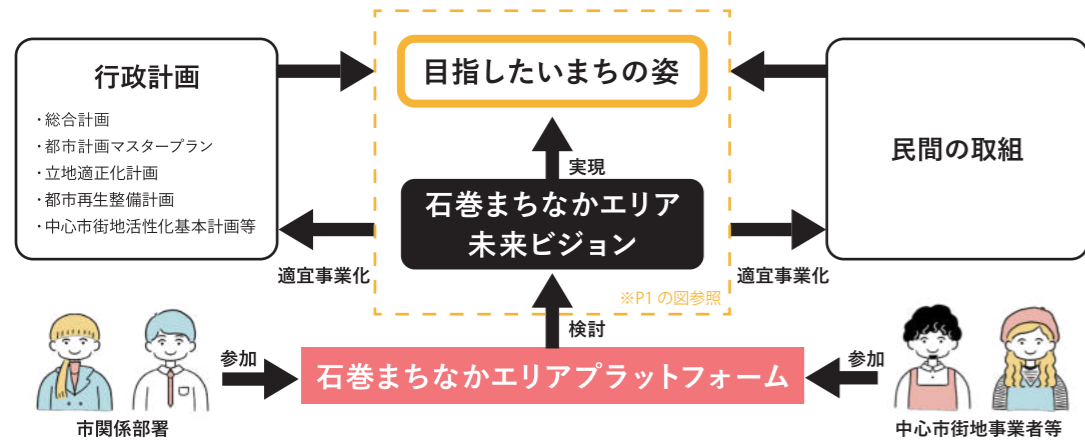 行政計画
・総合計画
・都市計画マスタープラン
・立地適正化計画
・都市再生整備計画
・中心市街地活性化基本計画等
目指したいまちの姿
民間の取組
実現
石巻まちなかエリア
未来ビジョン
適宜事業化
適宜事業化
※P1の図参照
検討
参加
石巻まちなかエリアプラットフォーム
参加
市関係部署
中心市街地事業者等